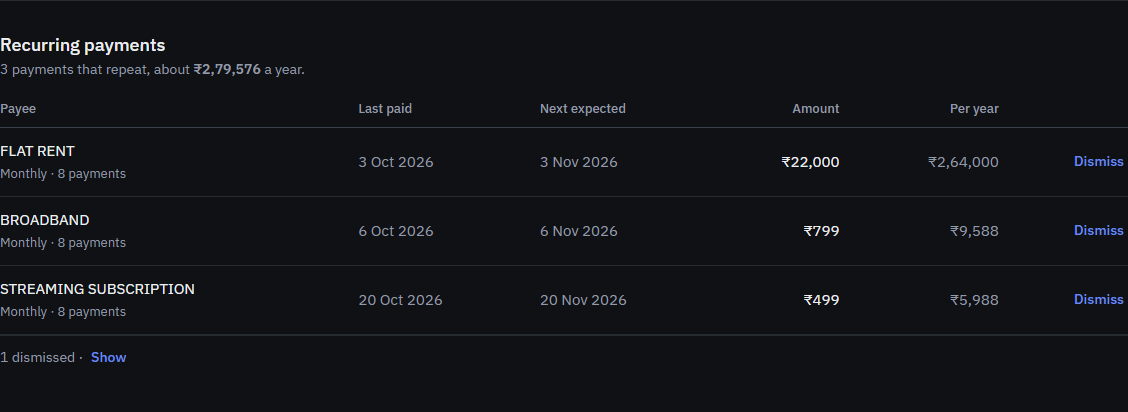 Recurring payments
3 payments that repeat, about ₹2,79,576 a year.
Payee Last paid Next expected Amount Per year
FLAT RENT
Monthly · 8 payments
3 Oct 2026 3 Nov 2026 ₹22,000 ₹2,64,000 Dismiss
BROADBAND
Monthly · 8 payments
6 Oct 2026 6 Nov 2026 ₹799 ₹9,588 Dismiss
STREAMING SUBSCRIPTION
Monthly · 8 payments
20 Oct 2026 20 Nov 2026 ₹499 ₹5,988 Dismiss
1 dismissed · Show